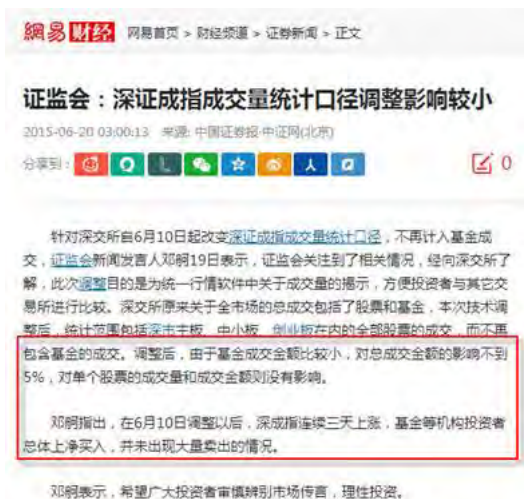 網易财经 网易首页 > 财经频道 > 证券新闻 > 正文
证监会：深证成指成交量统计口径调整影响较小
2015-06-20 03:00:13 来源: 中国证券报·中证网(北京)
分享到: 0
针对深交所自6月10日起改变深证成指成交量统计口径，不再计入基金成
交，证监会新闻发言人邓舸19日表示，证监会关注到了相关情况，经向深交所了
解，此次调整目的是为统一行情软件中关于成交量的揭示，方便投资者与其它交
易所进行比较。深交所原来关于全市场的总成交包括了股票和基金，本次技术调
整后，统计范围包括深市主板、中小板、创业板在内的全部股票的成交，而不再
包含基金的成交。调整后，由于基金成交金额比较小，对总成交金额的影响不到
5%，对单个股票的成交量和成交金额则没有影响。
邓舸指出，在6月10日调整以后，深成指连续三天上涨，基金等机构投资者
总体上净买入，并未出现大量卖出的情况。
邓舸表示，希望广大投资者审慎辨别市场传言，理性投资。